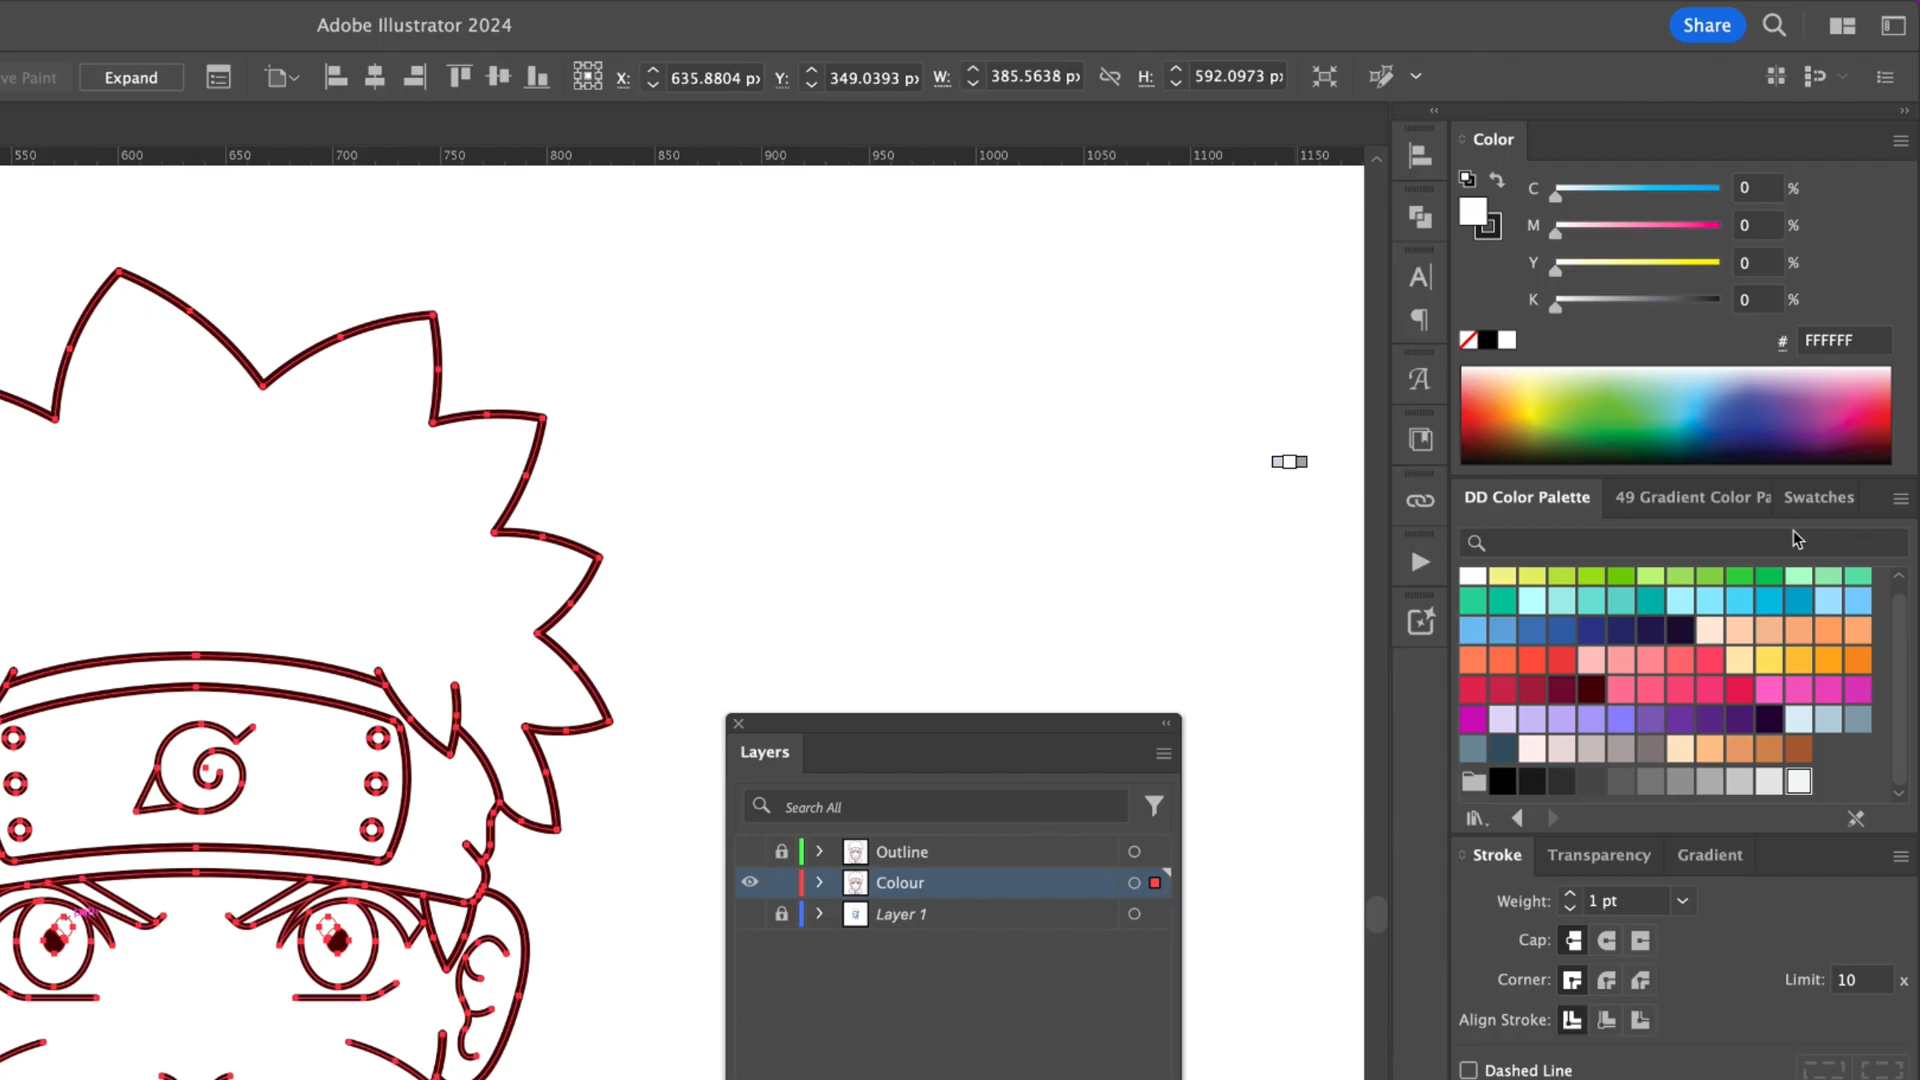 Adobe Illustrator 2024
Share
ve Paint
Expand
X: 635.8804 px
Y: 349.0393 px
W: 385.5638 p
H: 592.0973 p
550 600 650 700 750 800 850 900 950 1000 1050 1100 1150
Color
C 0 %
M 0 %
Y 0 %
K 0 %
# FFFFFF
DD Color Palette
49 Gradient Color Pa
Swatches
Layers
Search All
Outline
Colour
Layer 1
Stroke
Transparency
Gradient
Weight: 1 pt
Cap:
Corner:
Limit: 10 x
Align Stroke:
Dashed Line